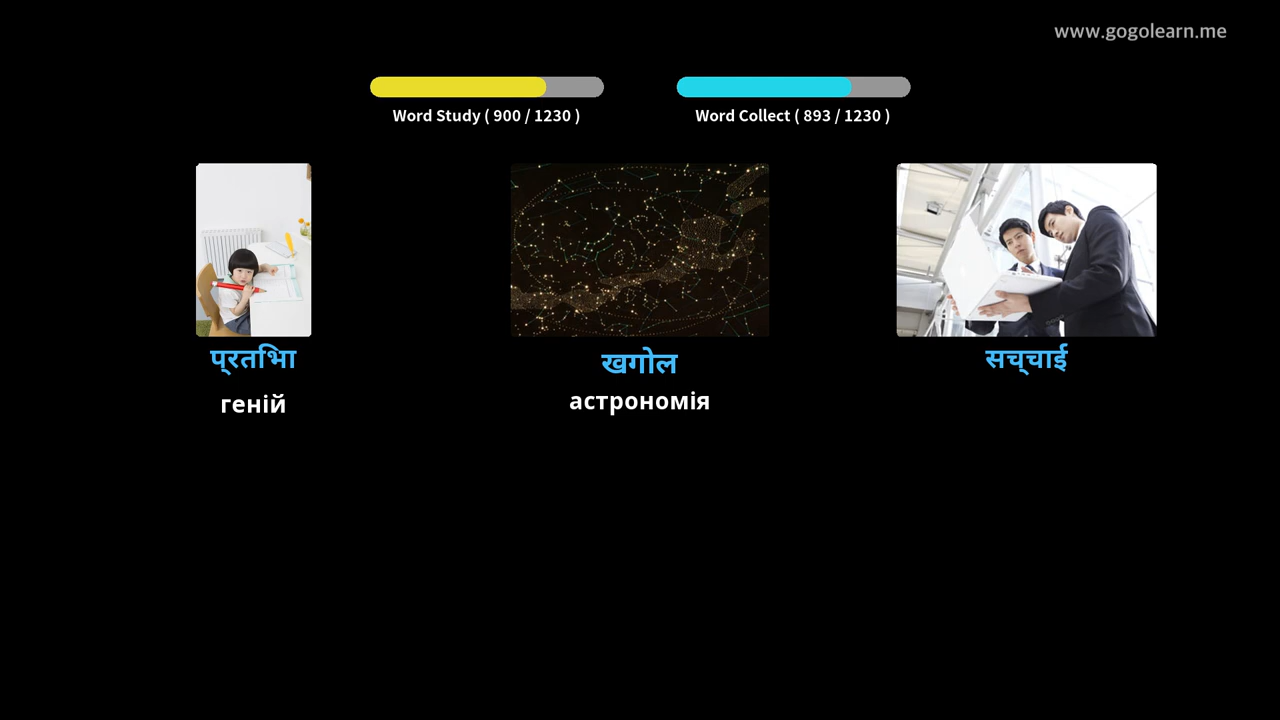 www.gogolearn.me
Word Study ( 900 / 1230 )
Word Collect ( 893 / 1230 )
प्रतिभा
геній
खगोल
астрономія
सच्चाई